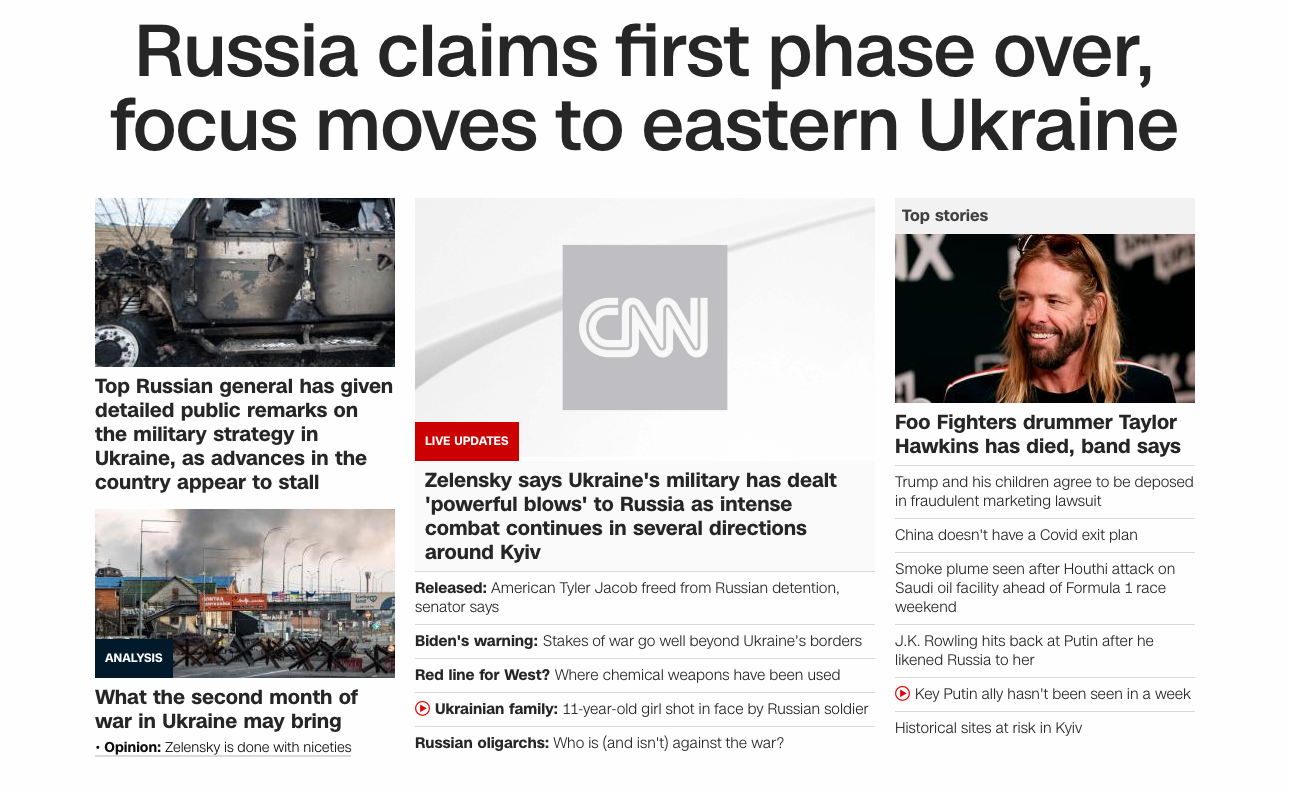 Russia claims first phase over,
focus moves to eastern Ukraine
Top Russian general has given
detailed public remarks on
the military strategy in
Ukraine, as advances in the
country appear to stall
ANALYSIS
What the second month of
war in Ukraine may bring
• Opinion: Zelensky is done with niceties
CNN
LIVE UPDATES
Zelensky says Ukraine's military has dealt
'powerful blows' to Russia as intense
combat continues in several directions
around Kyiv
Released: American Tyler Jacob freed from Russian detention,
senator says
Biden's warning: Stakes of war go well beyond Ukraine's borders
Red line for West? Where chemical weapons have been used
Ukrainian family: 11-year-old girl shot in face by Russian soldier
Russian oligarchs: Who is (and isn't) against the war?
Top stories
Foo Fighters drummer Taylor
Hawkins has died, band says
Trump and his children agree to be deposed
in fraudulent marketing lawsuit
China doesn't have a Covid exit plan
Smoke plume seen after Houthi attack on
Saudi oil facility ahead of Formula 1 race
weekend
J.K. Rowling hits back at Putin after he
likened Russia to her
Key Putin ally hasn't been seen in a week
Historical sites at risk in Kyiv